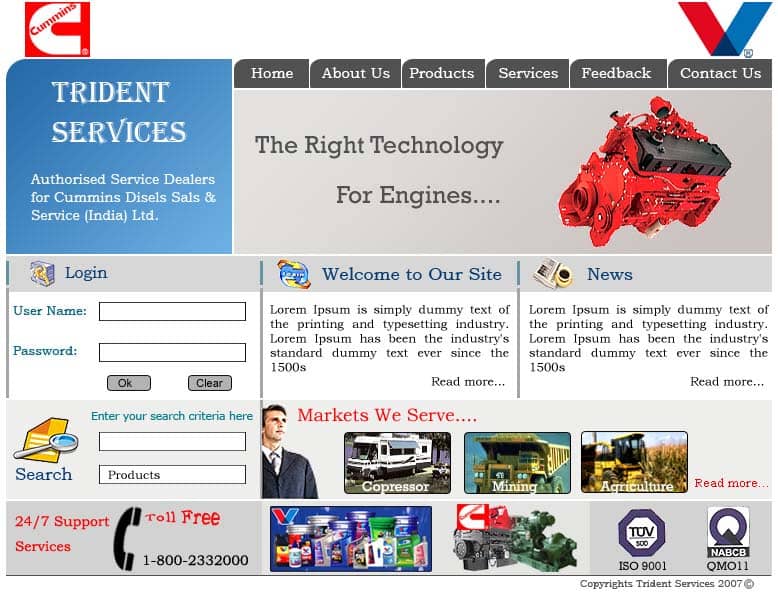 Cummins
®
Home
About Us
Products
Services
Feedback
Contact Us
TRIDENT
SERVICES
Authorised Service Dealers
for Cummins Disels Sals &
Service (India) Ltd.
The Right Technology
For Engines....
Login
User Name:
Password:
Ok
Clear
Welcome to Our Site
Lorem Ipsum is simply dummy text of
the printing and typesetting industry.
Lorem Ipsum has been the industry's
standard dummy text ever since the
1500s
Read more...
News
Lorem Ipsum is simply dummy text of
the printing and typesetting industry.
Lorem Ipsum has been the industry's
standard dummy text ever since the
1500s
Read more...
Search
Enter your search criteria here
Products
Markets We Serve....
Copressor
Mining
Agriculture
Read more...
24/7 Support
Services
Toll Free
1-800-2332000
Cummins
TUV
ISO 9001
NABCB
QMO11
Copyrights Trident Services 2007©